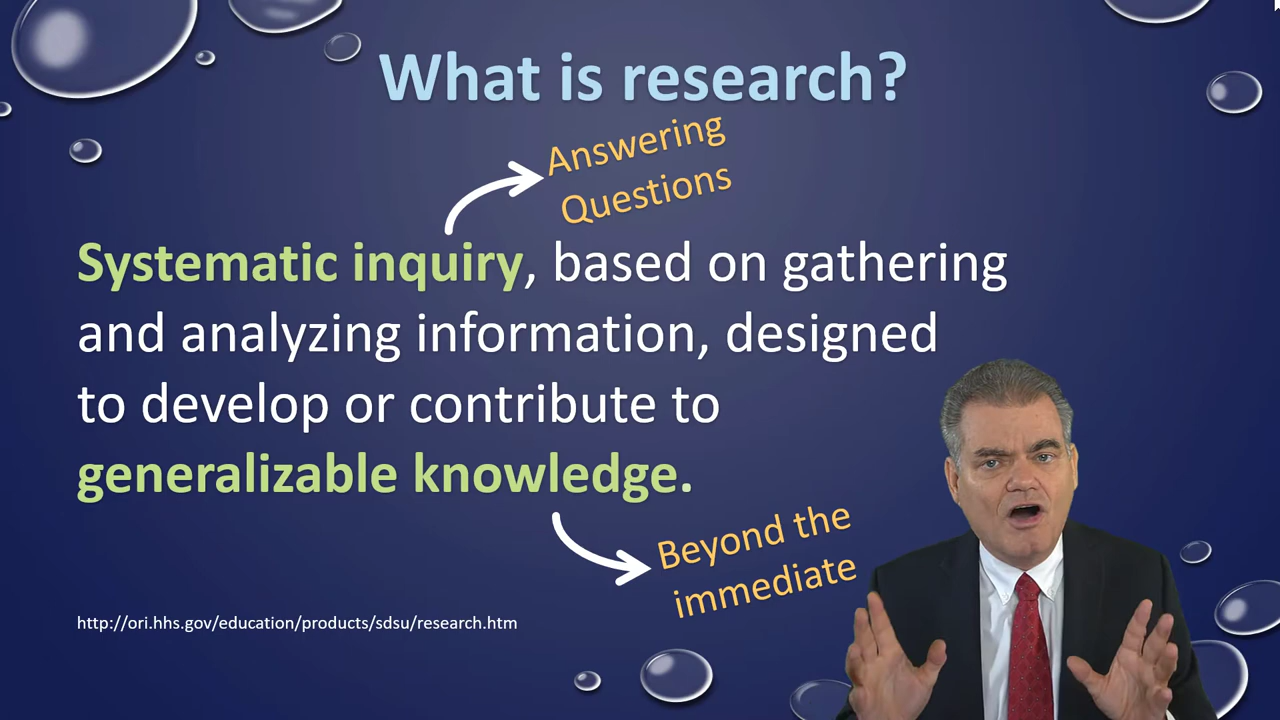 What is research?
Answering
Questions
Systematic inquiry, based on gathering
and analyzing information, designed
to develop or contribute to
generalizable knowledge.
Beyond the
immediate
http://ori.hhs.gov/education/products/sdsu/research.htm